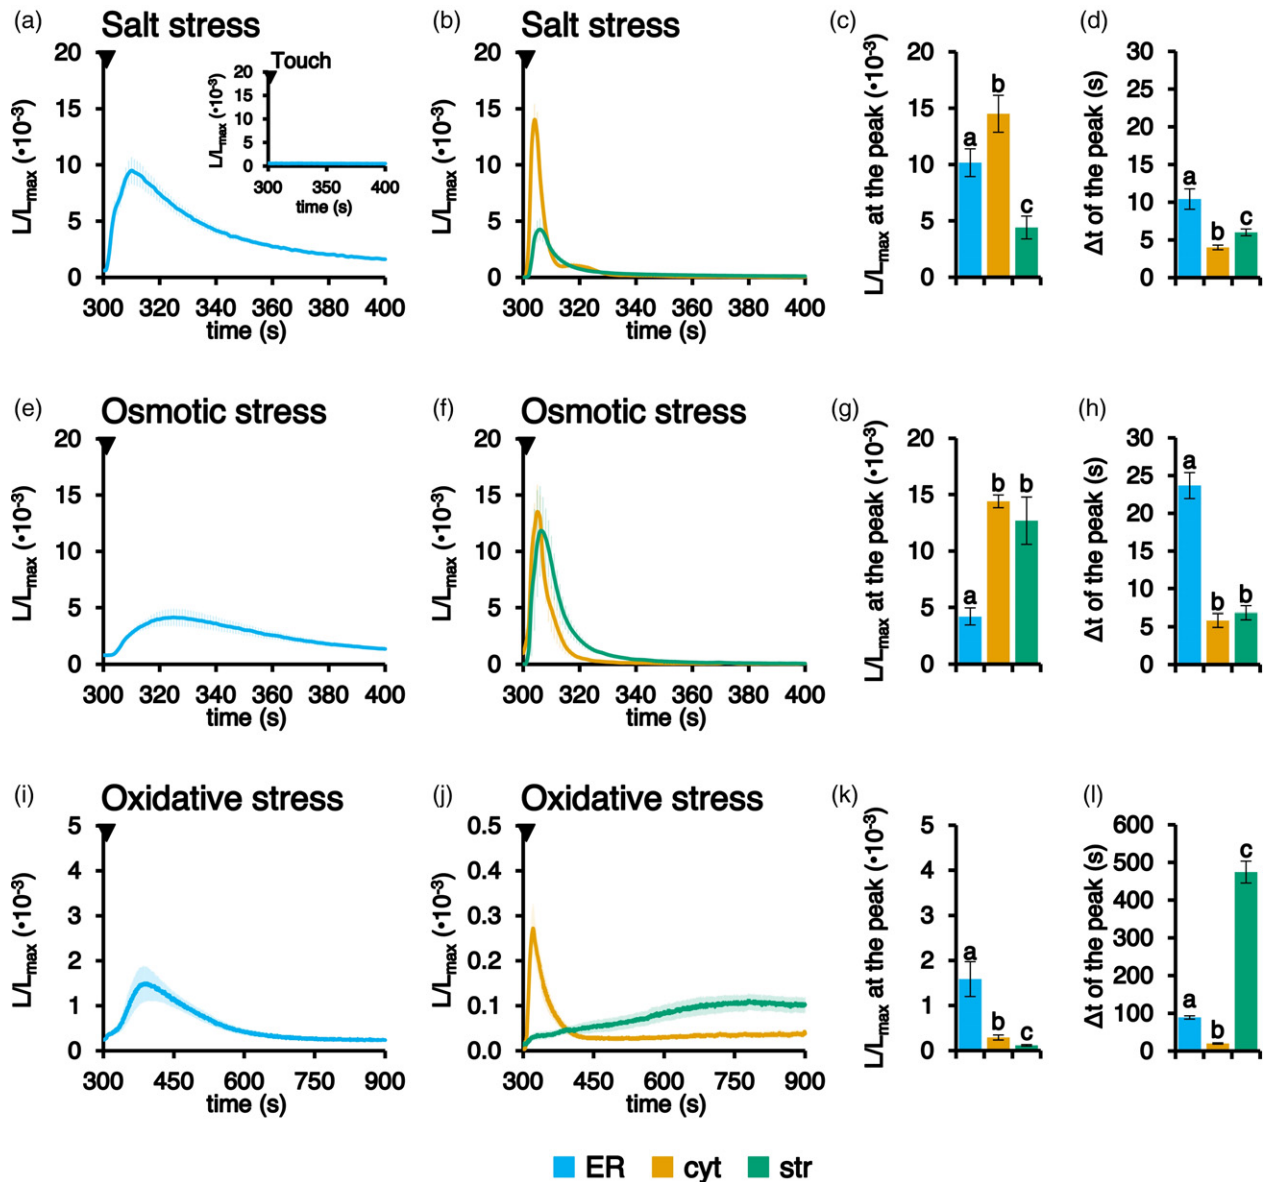 (a) Salt stress
20
15
10
5
0
L/Lmax (•10-3)
300 320 340 360 380 400
time (s)
Touch
20
15
10
5
0
L/Lmax (•10-3)
300 350 400
time (s)
(b) Salt stress
20
15
10
5
0
L/Lmax (•10-3)
300 320 340 360 380 400
time (s)
(c)
20
15
10
5
0
L/Lmax at the peak (•10-3)
a b c
(d)
30
25
20
15
10
5
0
Δt of the peak (s)
a b c
(e) Osmotic stress
20
15
10
5
0
L/Lmax (•10-3)
300 320 340 360 380 400
time (s)
(f) Osmotic stress
20
15
10
5
0
L/Lmax (•10-3)
300 320 340 360 380 400
time (s)
(g)
20
15
10
5
0
L/Lmax at the peak (•10-3)
a b b
(h)
30
25
20
15
10
5
0
Δt of the peak (s)
a b b
(i) Oxidative stress
5
4
3
2
1
0
L/Lmax (•10-3)
300 450 600 750 900
time (s)
(j) Oxidative stress
0.5
0.4
0.3
0.2
0.1
0.0
L/Lmax (•10-3)
300 450 600 750 900
time (s)
(k)
5
4
3
2
1
0
L/Lmax at the peak (•10-3)
a b c
(l)
600
500
400
300
200
100
0
Δt of the peak (s)
a b c
ER cyt str